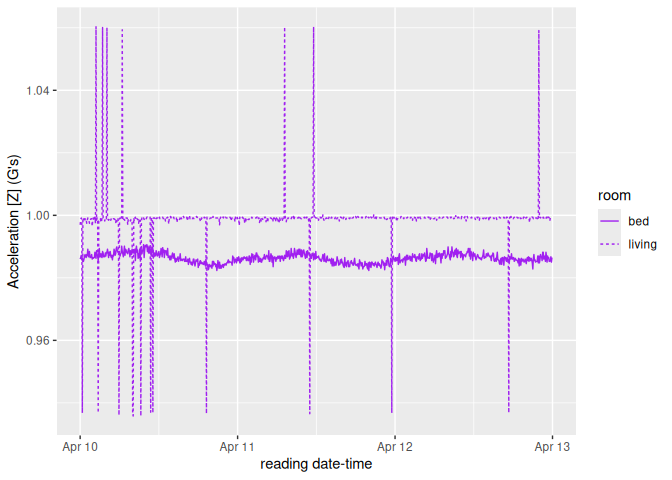 1.04
1.00
0.96
Acceleration [Z] (G's)
Apr 10
Apr 11
Apr 12
Apr 13
reading date-time
room
bed
living